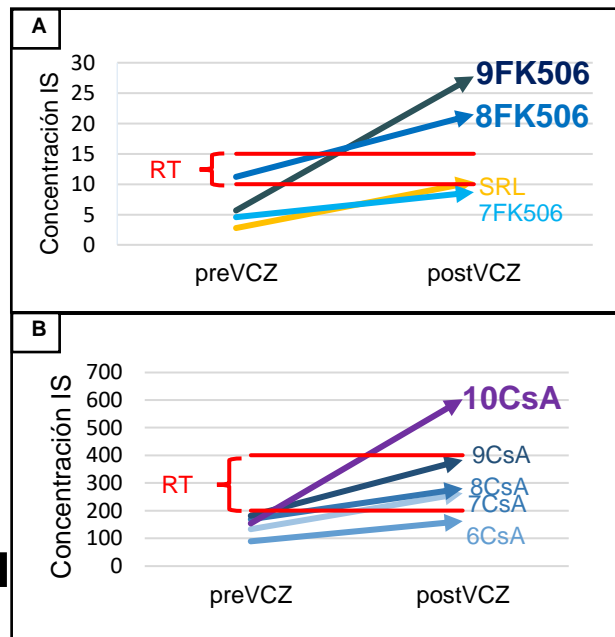 A
Concentración IS
30
25
20
15
10
5
0
RT
9FK506
8FK506
SRL
7FK506
preVCZ postVCZ
B
Concentración IS
700
600
500
400
300
200
100
0
RT
10CsA
9CsA
8CsA
7CsA
6CsA
preVCZ postVCZ